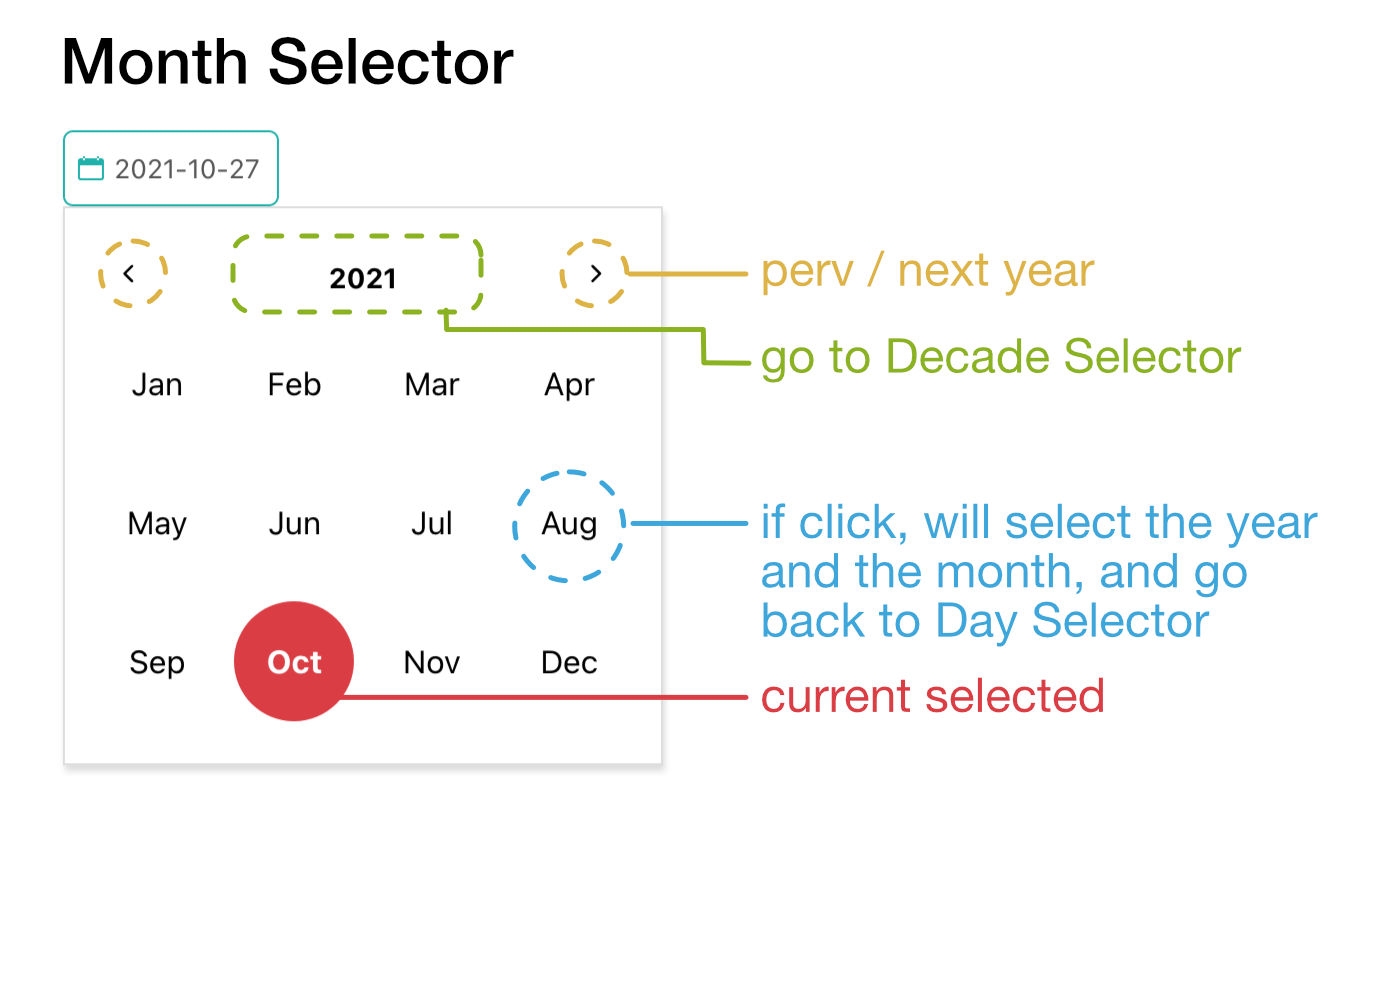 Month Selector
2021-10-27
2021
perv / next year
go to Decade Selector
Jan Feb Mar Apr
May Jun Jul Aug
if click, will select the year
and the month, and go
back to Day Selector
Sep Oct Nov Dec
current selected